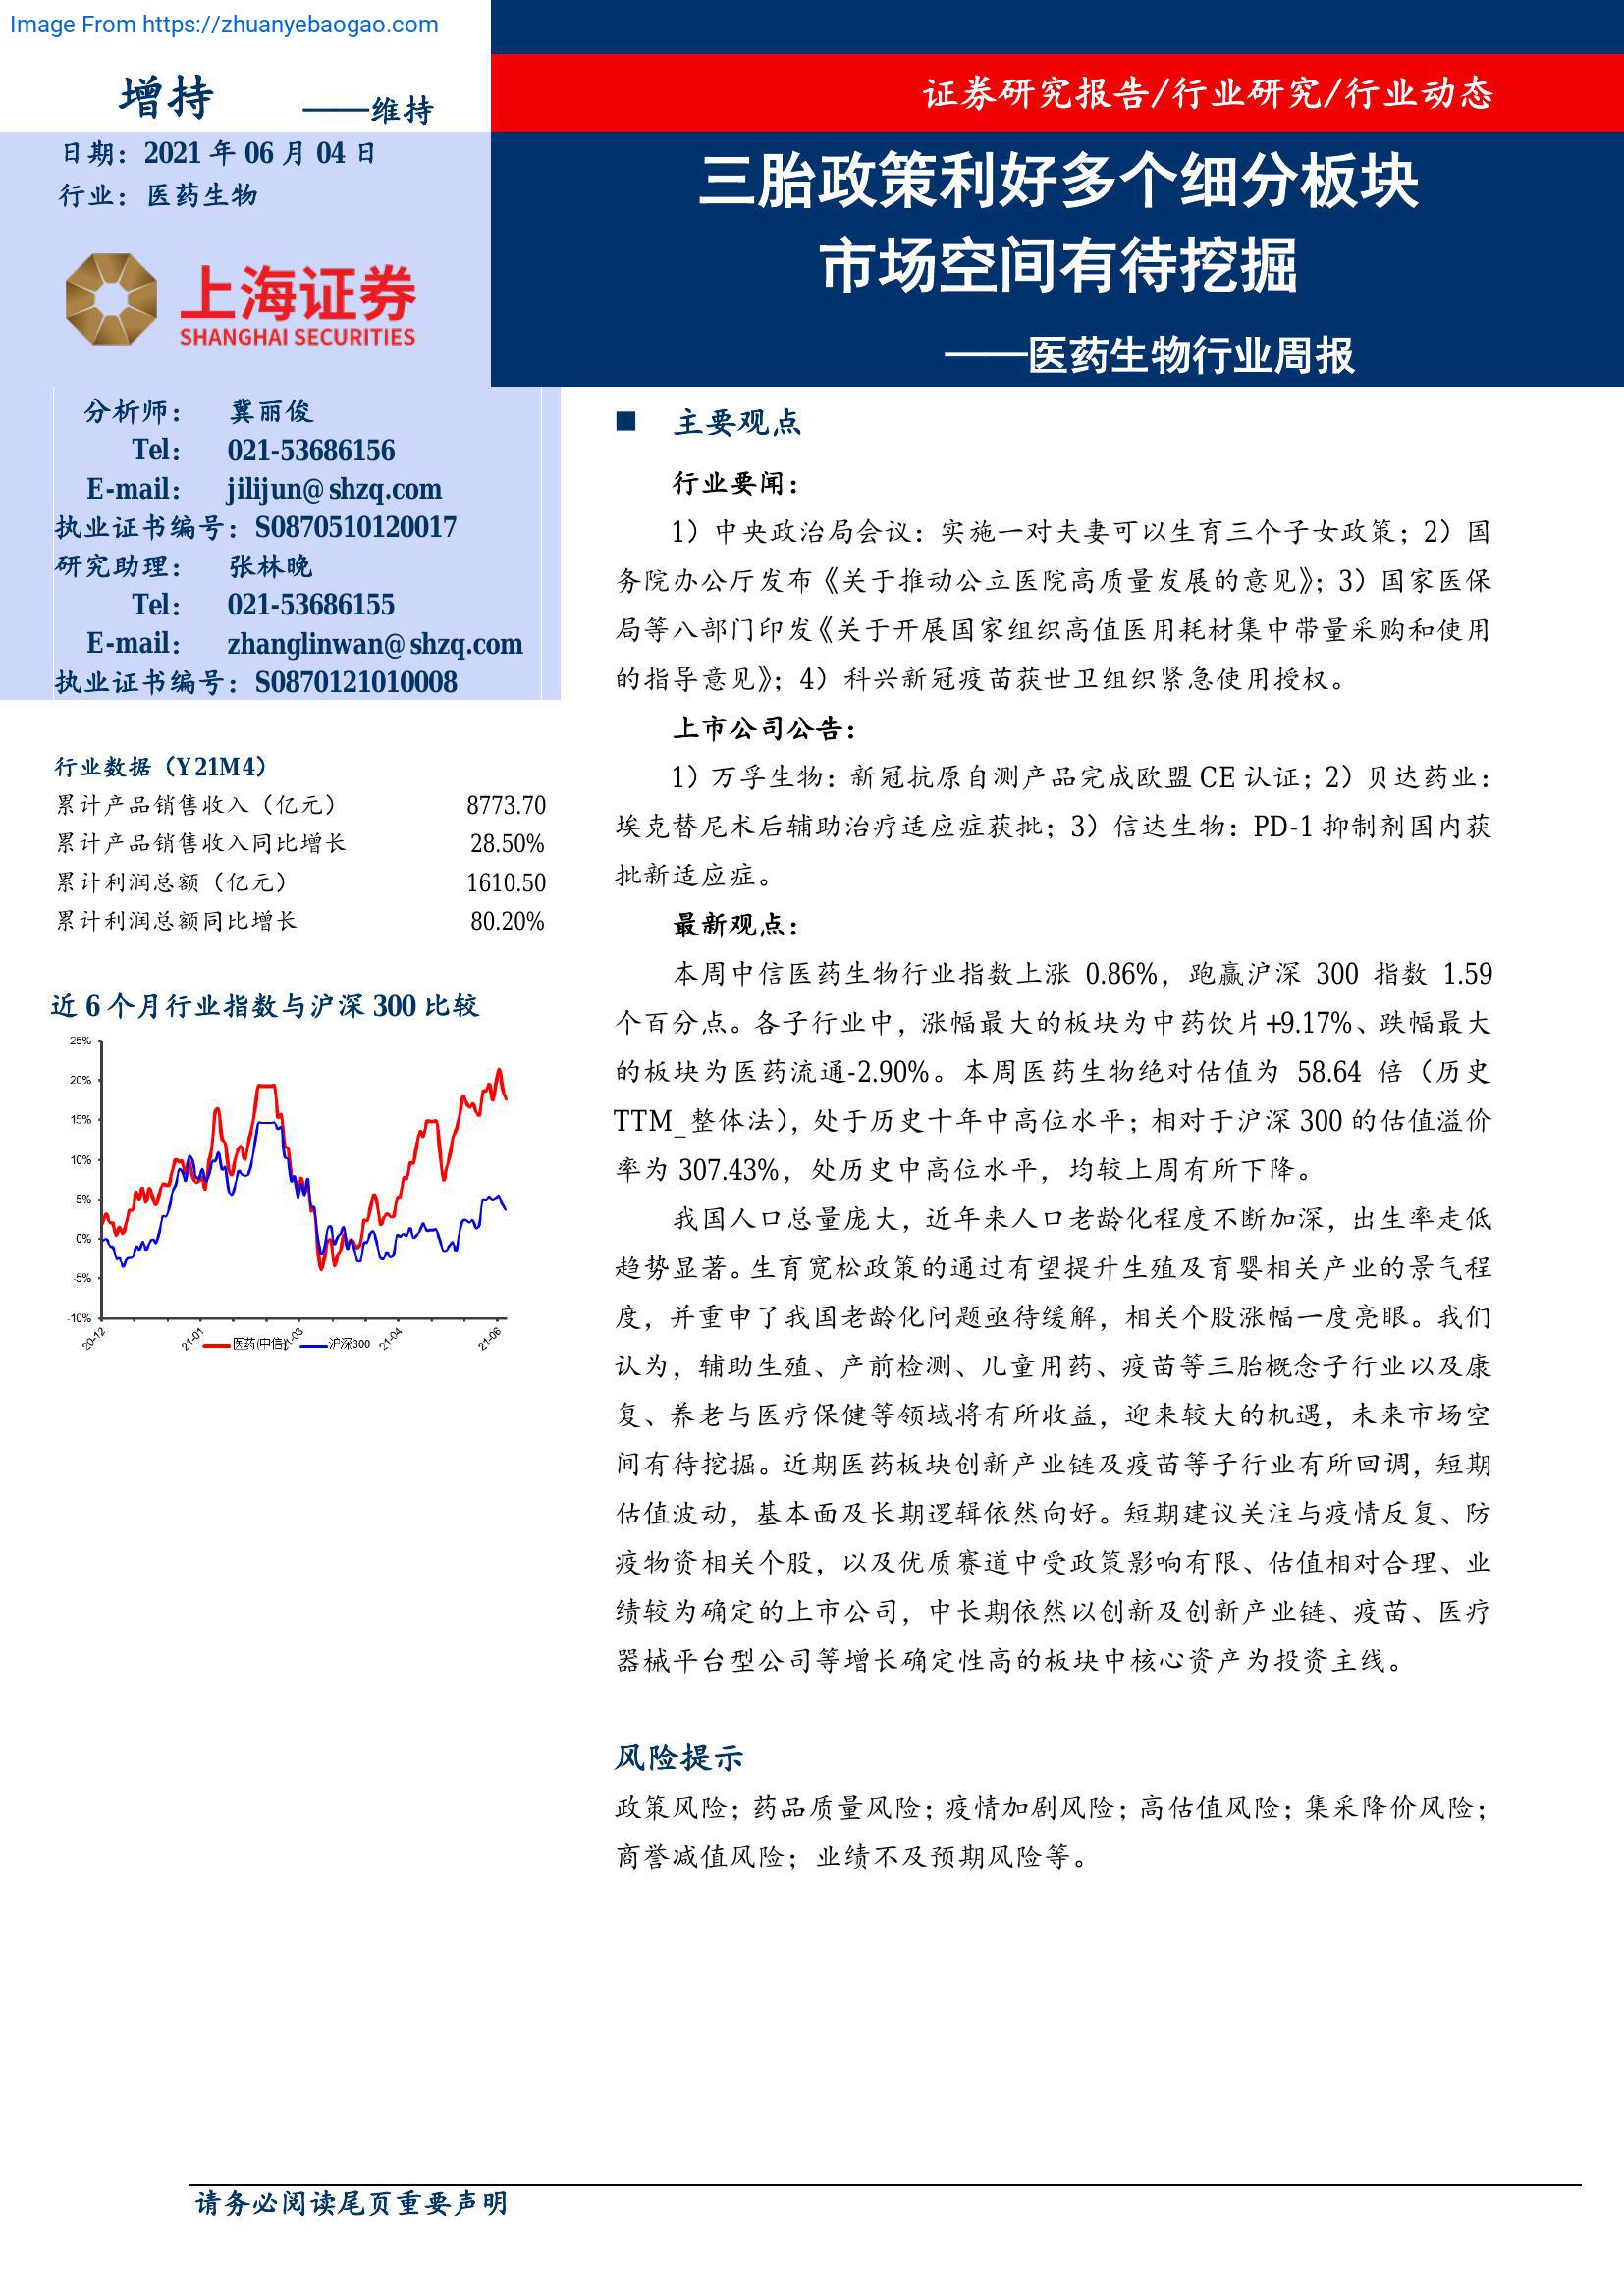 Image From https://zhuanyebaogao.com
增持 ——维持
日期：2021 年 06 月 04 日
行业：医药生物
上海证券
SHANGHAI SECURITIES
证券研究报告/行业研究/行业动态
三胎政策利好多个细分板块
市场空间有待挖掘
——医药生物行业周报
分析师： 冀丽俊
Tel： 021-53686156
E-mail： jilijun@shzq.com
执业证书编号：S0870510120017
研究助理： 张林晚
Tel： 021-53686155
E-mail： zhanglinwan@shzq.com
执业证书编号：S0870121010008
行业数据（Y21M4）
累计产品销售收入（亿元） 8773.70
累计产品销售收入同比增长 28.50%
累计利润总额（亿元） 1610.50
累计利润总额同比增长 80.20%
近 6 个月行业指数与沪深 300 比较
25%
20%
15%
10%
5%
0%
-5%
-10%
20-12 21-01 21-03 21-04 21-06
医药(中信) 沪深300
■ 主要观点
行业要闻：
1）中央政治局会议：实施一对夫妻可以生育三个子女政策；2）国
务院办公厅发布《关于推动公立医院高质量发展的意见》；3）国家医保
局等八部门印发《关于开展国家组织高值医用耗材集中带量采购和使用
的指导意见》；4）科兴新冠疫苗获世卫组织紧急使用授权。
上市公司公告：
1）万孚生物：新冠抗原自测产品完成欧盟 CE 认证；2）贝达药业：
埃克替尼术后辅助治疗适应症获批；3）信达生物：PD-1 抑制剂国内获
批新适应症。
最新观点：
本周中信医药生物行业指数上涨 0.86%，跑赢沪深 300 指数 1.59
个百分点。各子行业中，涨幅最大的板块为中药饮片+9.17%、跌幅最大
的板块为医药流通-2.90%。本周医药生物绝对估值为 58.64 倍（历史
TTM_整体法），处于历史十年中高位水平；相对于沪深 300 的估值溢价
率为 307.43%，处历史中高位水平，均较上周有所下降。
我国人口总量庞大，近年来人口老龄化程度不断加深，出生率走低
趋势显著。生育宽松政策的通过有望提升生殖及育婴相关产业的景气程
度，并重申了我国老龄化问题亟待缓解，相关个股涨幅一度亮眼。我们
认为，辅助生殖、产前检测、儿童用药、疫苗等三胎概念子行业以及康
复、养老与医疗保健等领域将有所收益，迎来较大的机遇，未来市场空
间有待挖掘。近期医药板块创新产业链及疫苗等子行业有所回调，短期
估值波动，基本面及长期逻辑依然向好。短期建议关注与疫情反复、防
疫物资相关个股，以及优质赛道中受政策影响有限、估值相对合理、业
绩较为确定的上市公司，中长期依然以创新及创新产业链、疫苗、医疗
器械平台型公司等增长确定性高的板块中核心资产为投资主线。
风险提示
政策风险；药品质量风险；疫情加剧风险；高估值风险；集采降价风险；
商誉减值风险；业绩不及预期风险等。
请务必阅读尾页重要声明